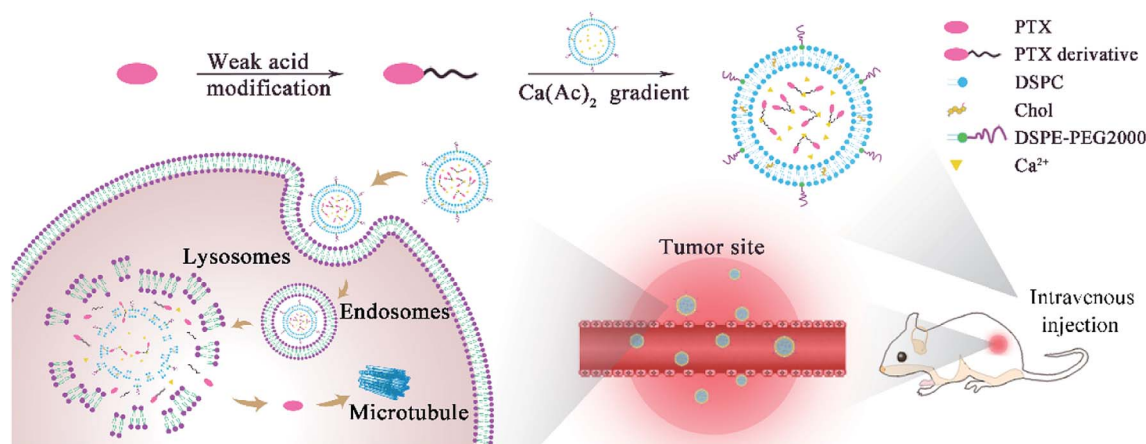 Weak acid
modification
Ca(Ac)₂ gradient
PTX
PTX derivative
DSPC
Chol
DSPE-PEG2000
Ca²⁺
Lysosomes
Endosomes
Microtubule
Tumor site
Intravenous
injection